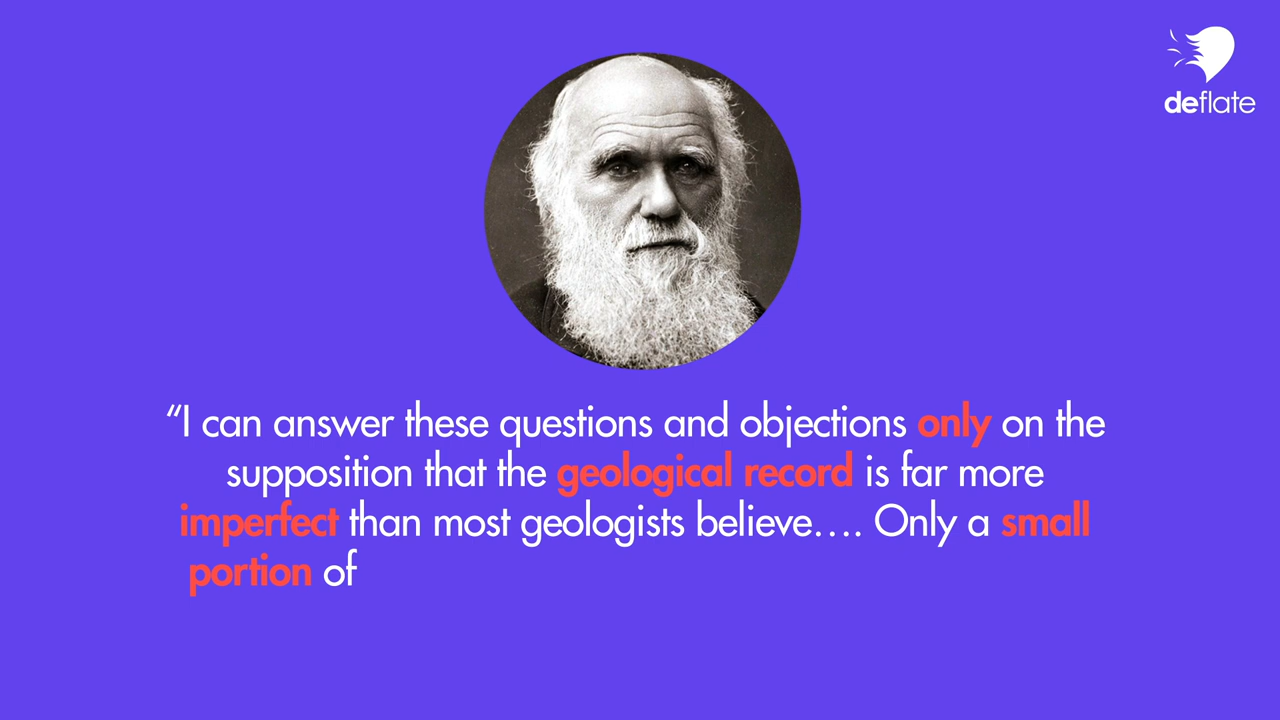 deflate
“I can answer these questions and objections only on the
supposition that the geological record is far more
imperfect than most geologists believe…. Only a small
portion of